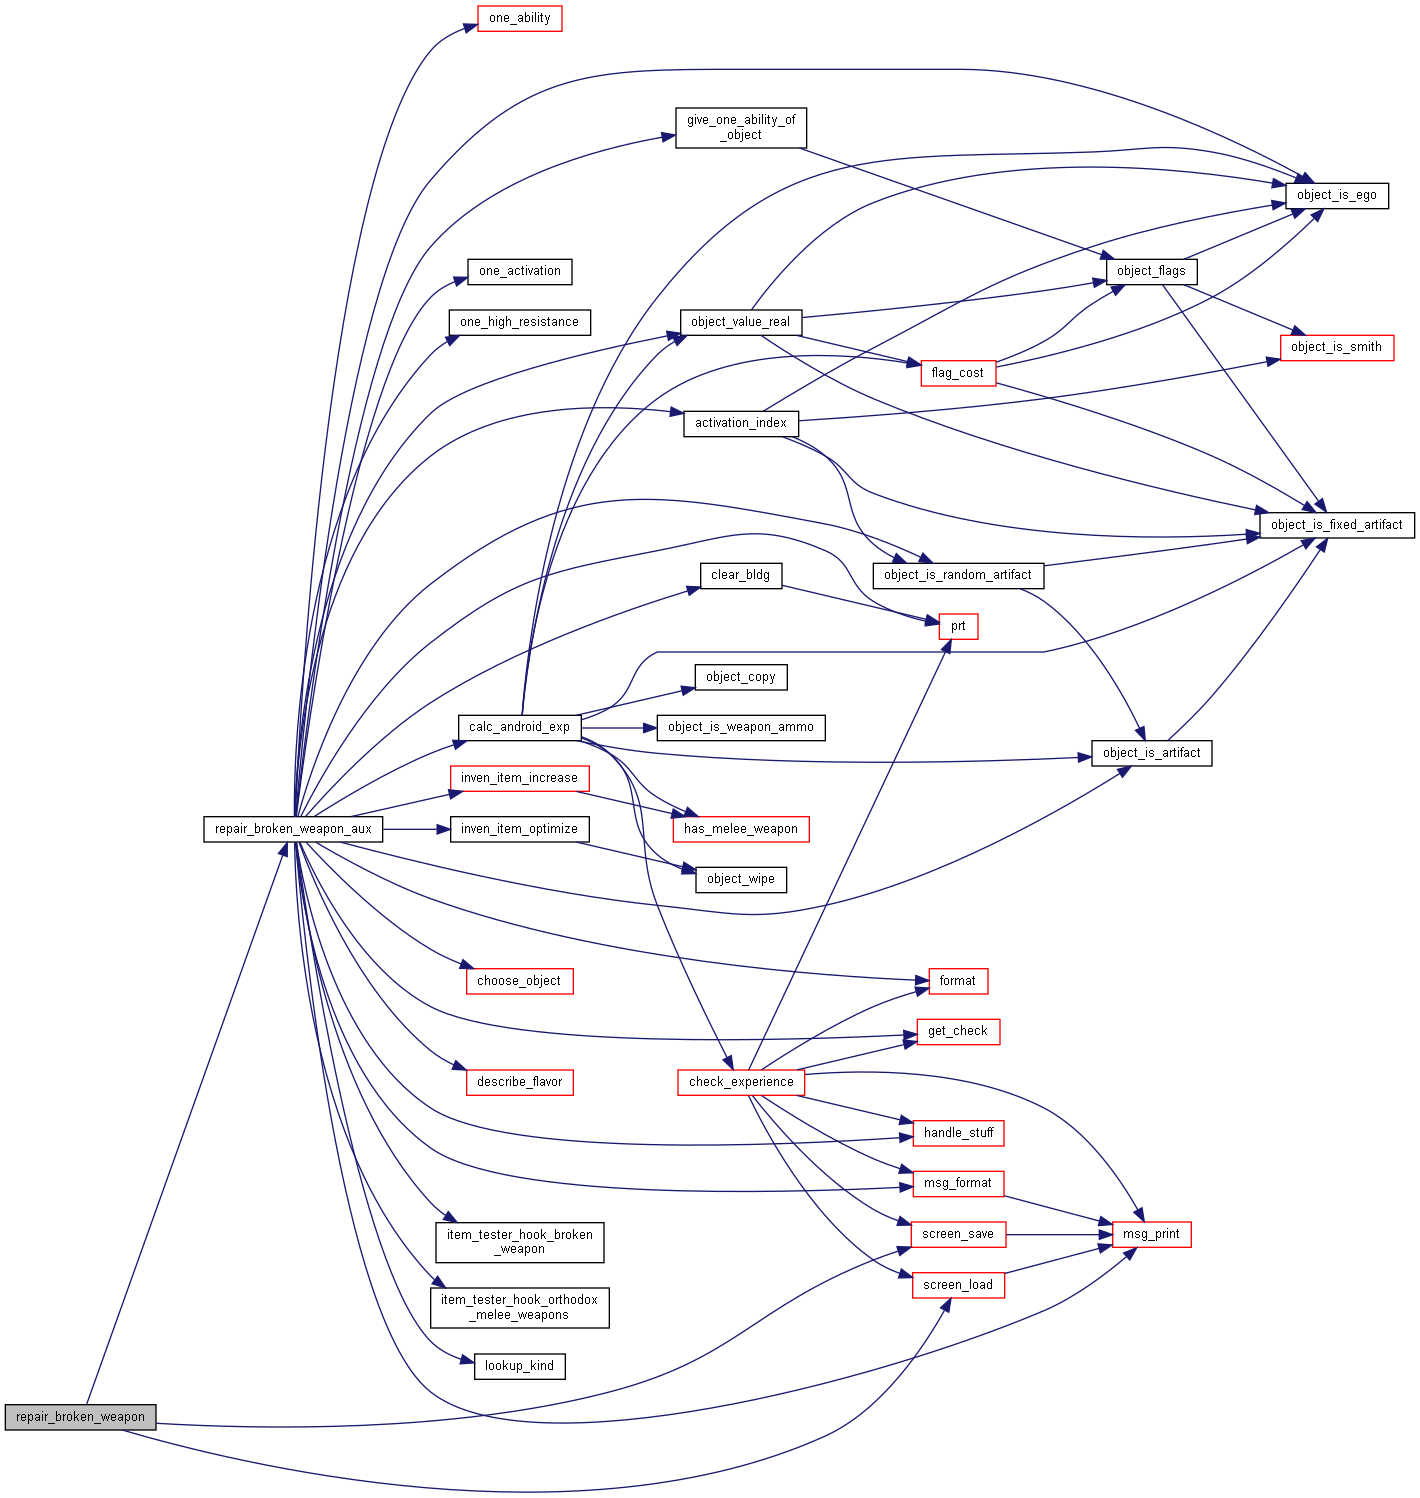 one_ability
give_one_ability_of
_object
object_is_ego
one_activation
object_flags
one_high_resistance
object_value_real
object_is_smith
flag_cost
activation_index
object_is_fixed_artifact
clear_bldg
object_is_random_artifact
prt
object_copy
calc_android_exp
object_is_weapon_ammo
object_is_artifact
inven_item_increase
repair_broken_weapon_aux
inven_item_optimize
has_melee_weapon
object_wipe
choose_object
format
get_check
describe_flavor
check_experience
handle_stuff
msg_format
item_tester_hook_broken
_weapon
screen_save
msg_print
screen_load
item_tester_hook_orthodox
_melee_weapons
lookup_kind
repair_broken_weapon